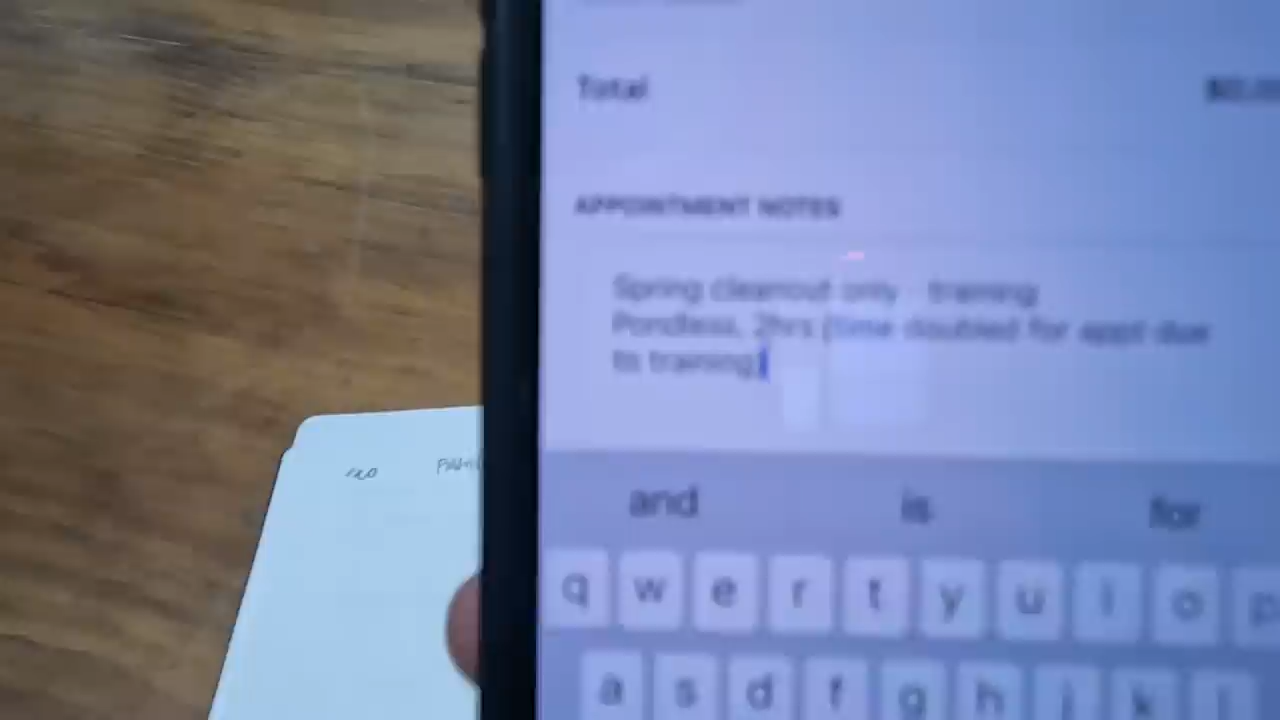 Total
APPOINTMENT NOTES
Spring cleanout only - training
Pondless, 2hrs (time doubled for appt due
to training)
and is for
q w e r t y u i o p
a s d f g h j k l